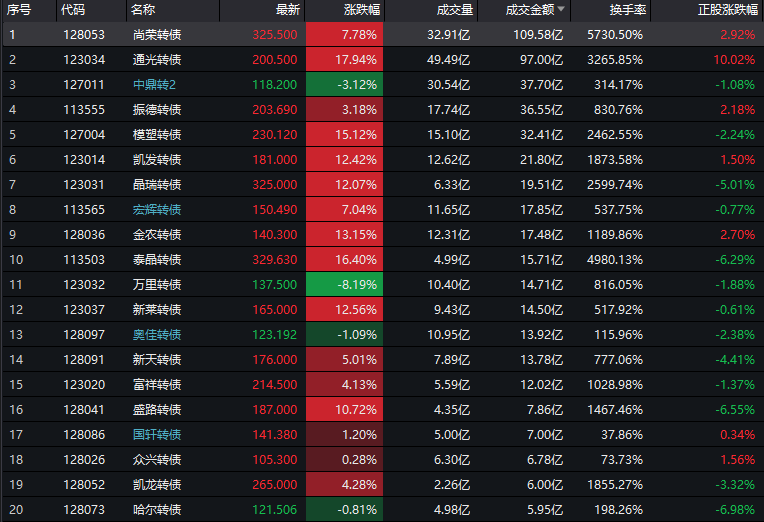 序号 代码 名称 最新 涨跌幅 成交量 成交金额 换手率 正股涨跌幅
1 128053 尚荣转债 325.500 7.78% 32.91亿 109.58亿 5730.50% 2.92%
2 123034 通光转债 200.500 17.94% 49.49亿 97.00亿 3265.85% 10.02%
3 127011 中鼎转2 118.200 -3.12% 30.54亿 37.70亿 314.17% -1.08%
4 113555 振德转债 203.690 3.18% 17.74亿 36.55亿 830.76% 2.18%
5 127004 模塑转债 230.120 15.12% 15.10亿 32.41亿 2462.55% -2.24%
6 123014 凯发转债 181.000 12.42% 12.62亿 21.80亿 1873.58% 1.50%
7 123031 晶瑞转债 325.000 12.07% 6.33亿 19.51亿 2599.74% -5.01%
8 113565 宏辉转债 150.490 7.04% 11.65亿 17.85亿 537.75% -0.77%
9 128036 金农转债 140.300 13.15% 12.31亿 17.48亿 1189.86% 2.70%
10 113503 泰晶转债 329.630 16.40% 4.99亿 15.71亿 4980.13% -6.29%
11 123032 万里转债 137.500 -8.19% 10.40亿 14.71亿 816.05% -1.88%
12 123037 新莱转债 165.000 12.56% 9.43亿 14.50亿 517.92% -0.61%
13 128097 奥佳转债 123.192 -1.09% 10.95亿 13.92亿 115.96% -2.38%
14 128091 新天转债 176.000 5.01% 7.89亿 13.78亿 777.06% -4.41%
15 123020 富祥转债 214.500 4.13% 5.59亿 12.02亿 1028.98% -1.37%
16 128041 盛路转债 187.000 10.72% 4.35亿 7.86亿 1467.46% -6.55%
17 128086 国轩转债 141.380 1.20% 5.00亿 7.00亿 37.86% 0.34%
18 128026 众兴转债 105.300 0.28% 6.30亿 6.78亿 73.73% 1.56%
19 128052 凯龙转债 265.000 4.28% 2.26亿 6.00亿 1855.27% -3.32%
20 128073 哈尔转债 121.506 -0.81% 4.98亿 5.95亿 198.26% -6.98%